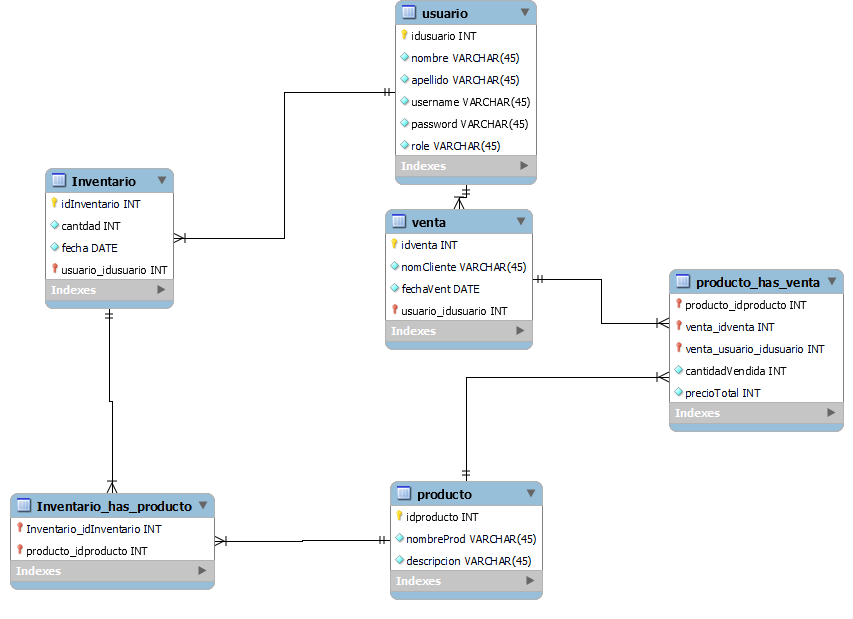 usuario
idusuario INT
nombre VARCHAR(45)
apellido VARCHAR(45)
username VARCHAR(45)
password VARCHAR(45)
role VARCHAR(45)
Indexes
Inventario
idInventario INT
cantdad INT
fecha DATE
usuario_idusuario INT
Indexes
venta
idventa INT
nomCliente VARCHAR(45)
fechaVent DATE
usuario_idusuario INT
Indexes
producto_has_venta
producto_idproducto INT
venta_idventa INT
venta_usuario_idusuario INT
cantidadVendida INT
precioTotal INT
Indexes
Inventario_has_producto
Inventario_idInventario INT
producto_idproducto INT
Indexes
producto
idproducto INT
nombreProd VARCHAR(45)
descripcion VARCHAR(45)
Indexes